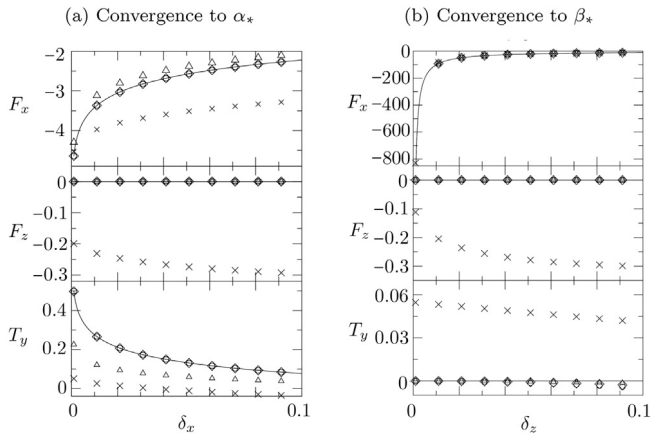 (a) Convergence to α* (b) Convergence to β*
−2
−3
−4
F_x
0
−200
−400
−600
−800
F_x
0
−0.1
−0.2
−0.3
F_z
0
−0.1
−0.2
−0.3
F_z
0.4
0.2
0
T_y
0.06
0.03
0
T_y
0 0.1
δ_x
0 0.1
δ_z